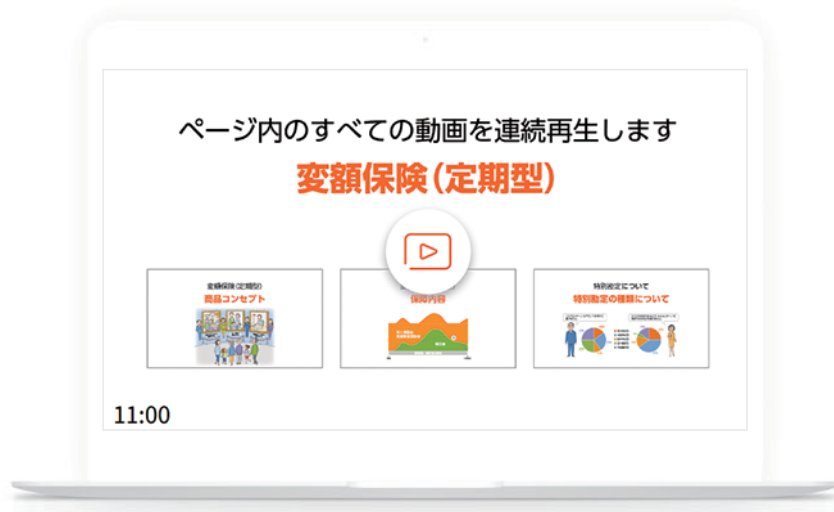 ページ内のすべての動画を連続再生します
変額保険(定期型)
変額保険(定期型)
商品コンセプト
保障内容
特別勘定について
特別勘定の種類について
11:00